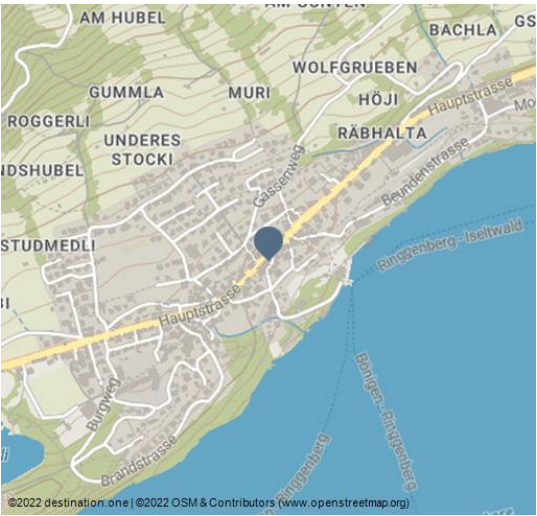 AM HUBEL
BACHLA
WOLFGRUEBEN
GUMMLA
MURI
HÖJI
Hauptstrasse
ROGGERLI
RÄBHALTA
UNDERES
STOCKI
NDSHUBEL
Gassenweg
Beundenstrasse
STUDMEDLI
Ringgenberg - Iseltwald
Hauptstrasse
Burgweg
Bönigen - Ringgenberg
Brandstrasse
Ringgenberg
©2022 destination.one | ©2022 OSM & Contributors (www.openstreetmap.org)